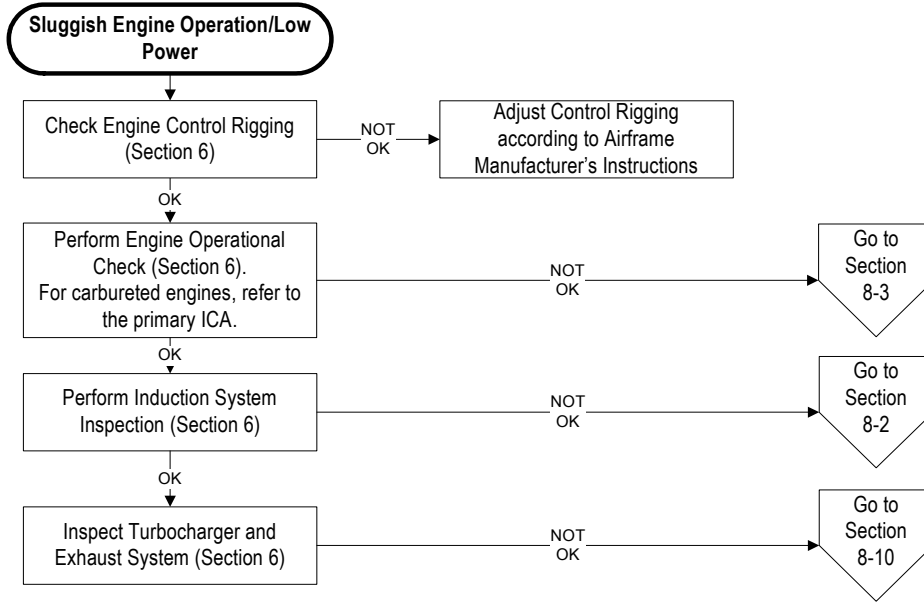 Sluggish Engine Operation/Low
Power
Check Engine Control Rigging
(Section 6)
NOT
OK
Adjust Control Rigging
according to Airframe
Manufacturer’s Instructions
OK
Perform Engine Operational
Check (Section 6).
For carbureted engines, refer to
the primary ICA.
NOT
OK
Go to
Section
8-3
OK
Perform Induction System
Inspection (Section 6)
NOT
OK
Go to
Section
8-2
OK
Inspect Turbocharger and
Exhaust System (Section 6)
NOT
OK
Go to
Section
8-10